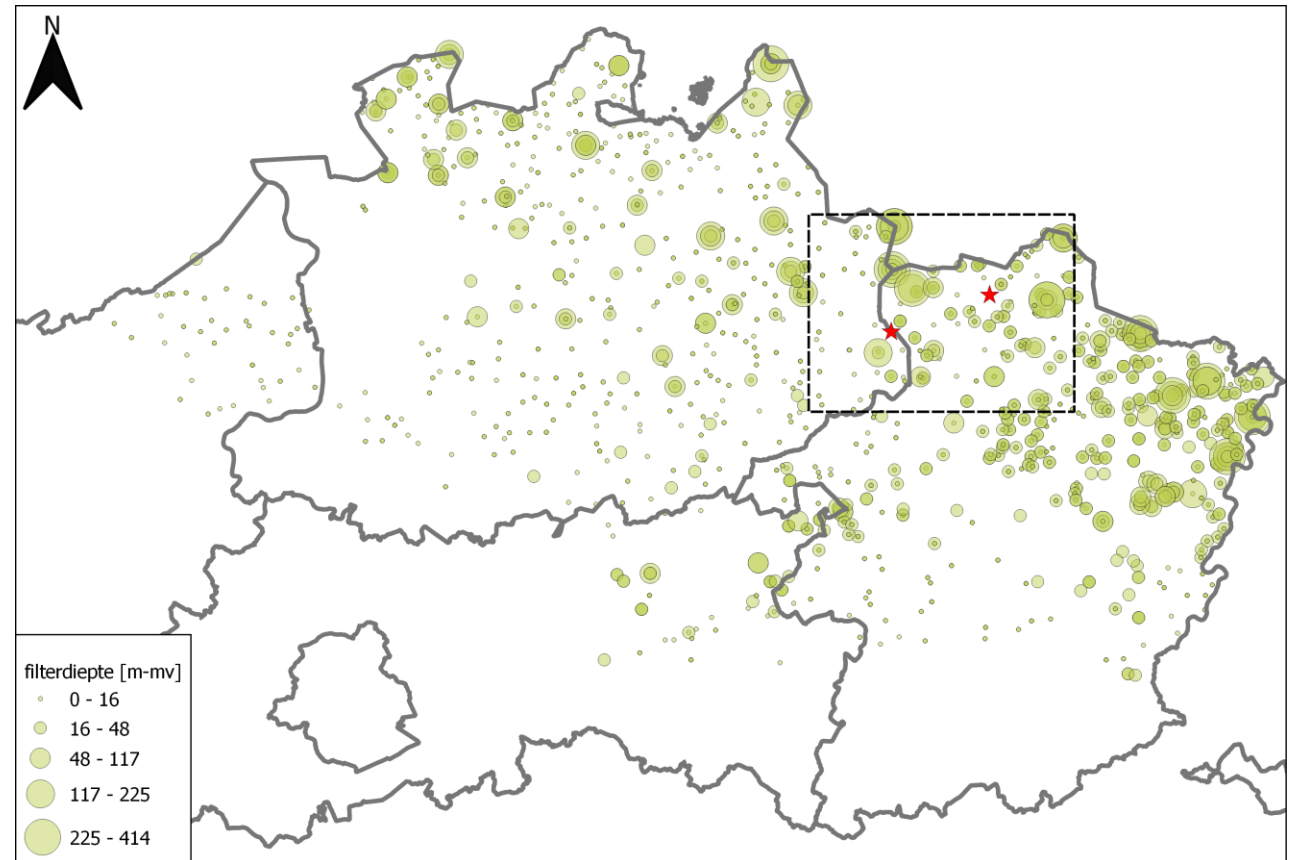 N
filterdiepte [m-mv]
0 - 16
16 - 48
48 - 117
117 - 225
225 - 414